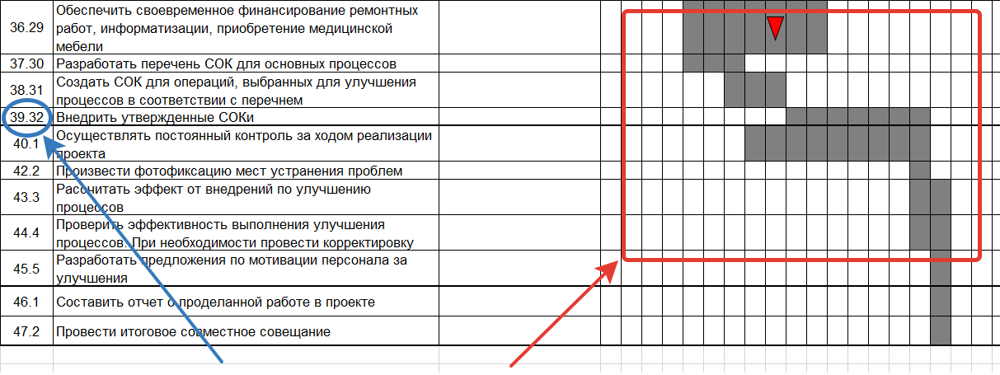 36.29
Обеспечить своевременное финансирование ремонтных
работ, информатизации, приобретение медицинской
мебели
37.30
Разработать перечень СОК для основных процессов
38.31
Создать СОК для операций, выбранных для улучшения
процессов в соответствии с перечнем
39.32
Внедрить утвержденные СОКи
40.1
Осуществлять постоянный контроль за ходом реализации
проекта
42.2
Произвести фотофиксацию мест устранения проблем
43.3
Рассчитать эффект от внедрений по улучшению
процессов
44.4
Проверить эффективность выполнения улучшения
процессов. При необходимости провести корректировку
45.5
Разработать предложения по мотивации персонала за
улучшения
46.1
Составить отчет о проделанной работе в проекте
47.2
Провести итоговое совместное совещание